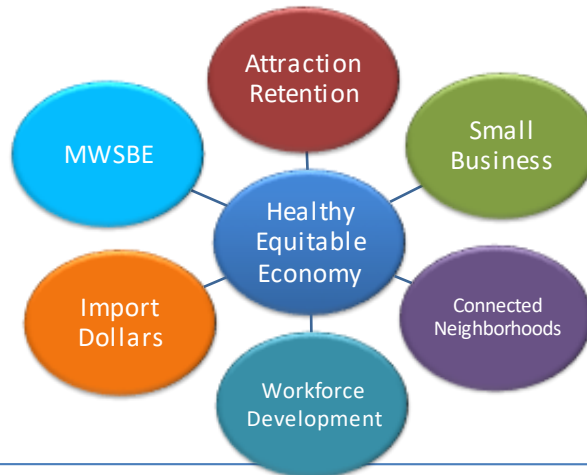 Attraction
Retention
Small
Business
MWSBE
Healthy
Equitable
Economy
Connected
Neighborhoods
Import
Dollars
Workforce
Development